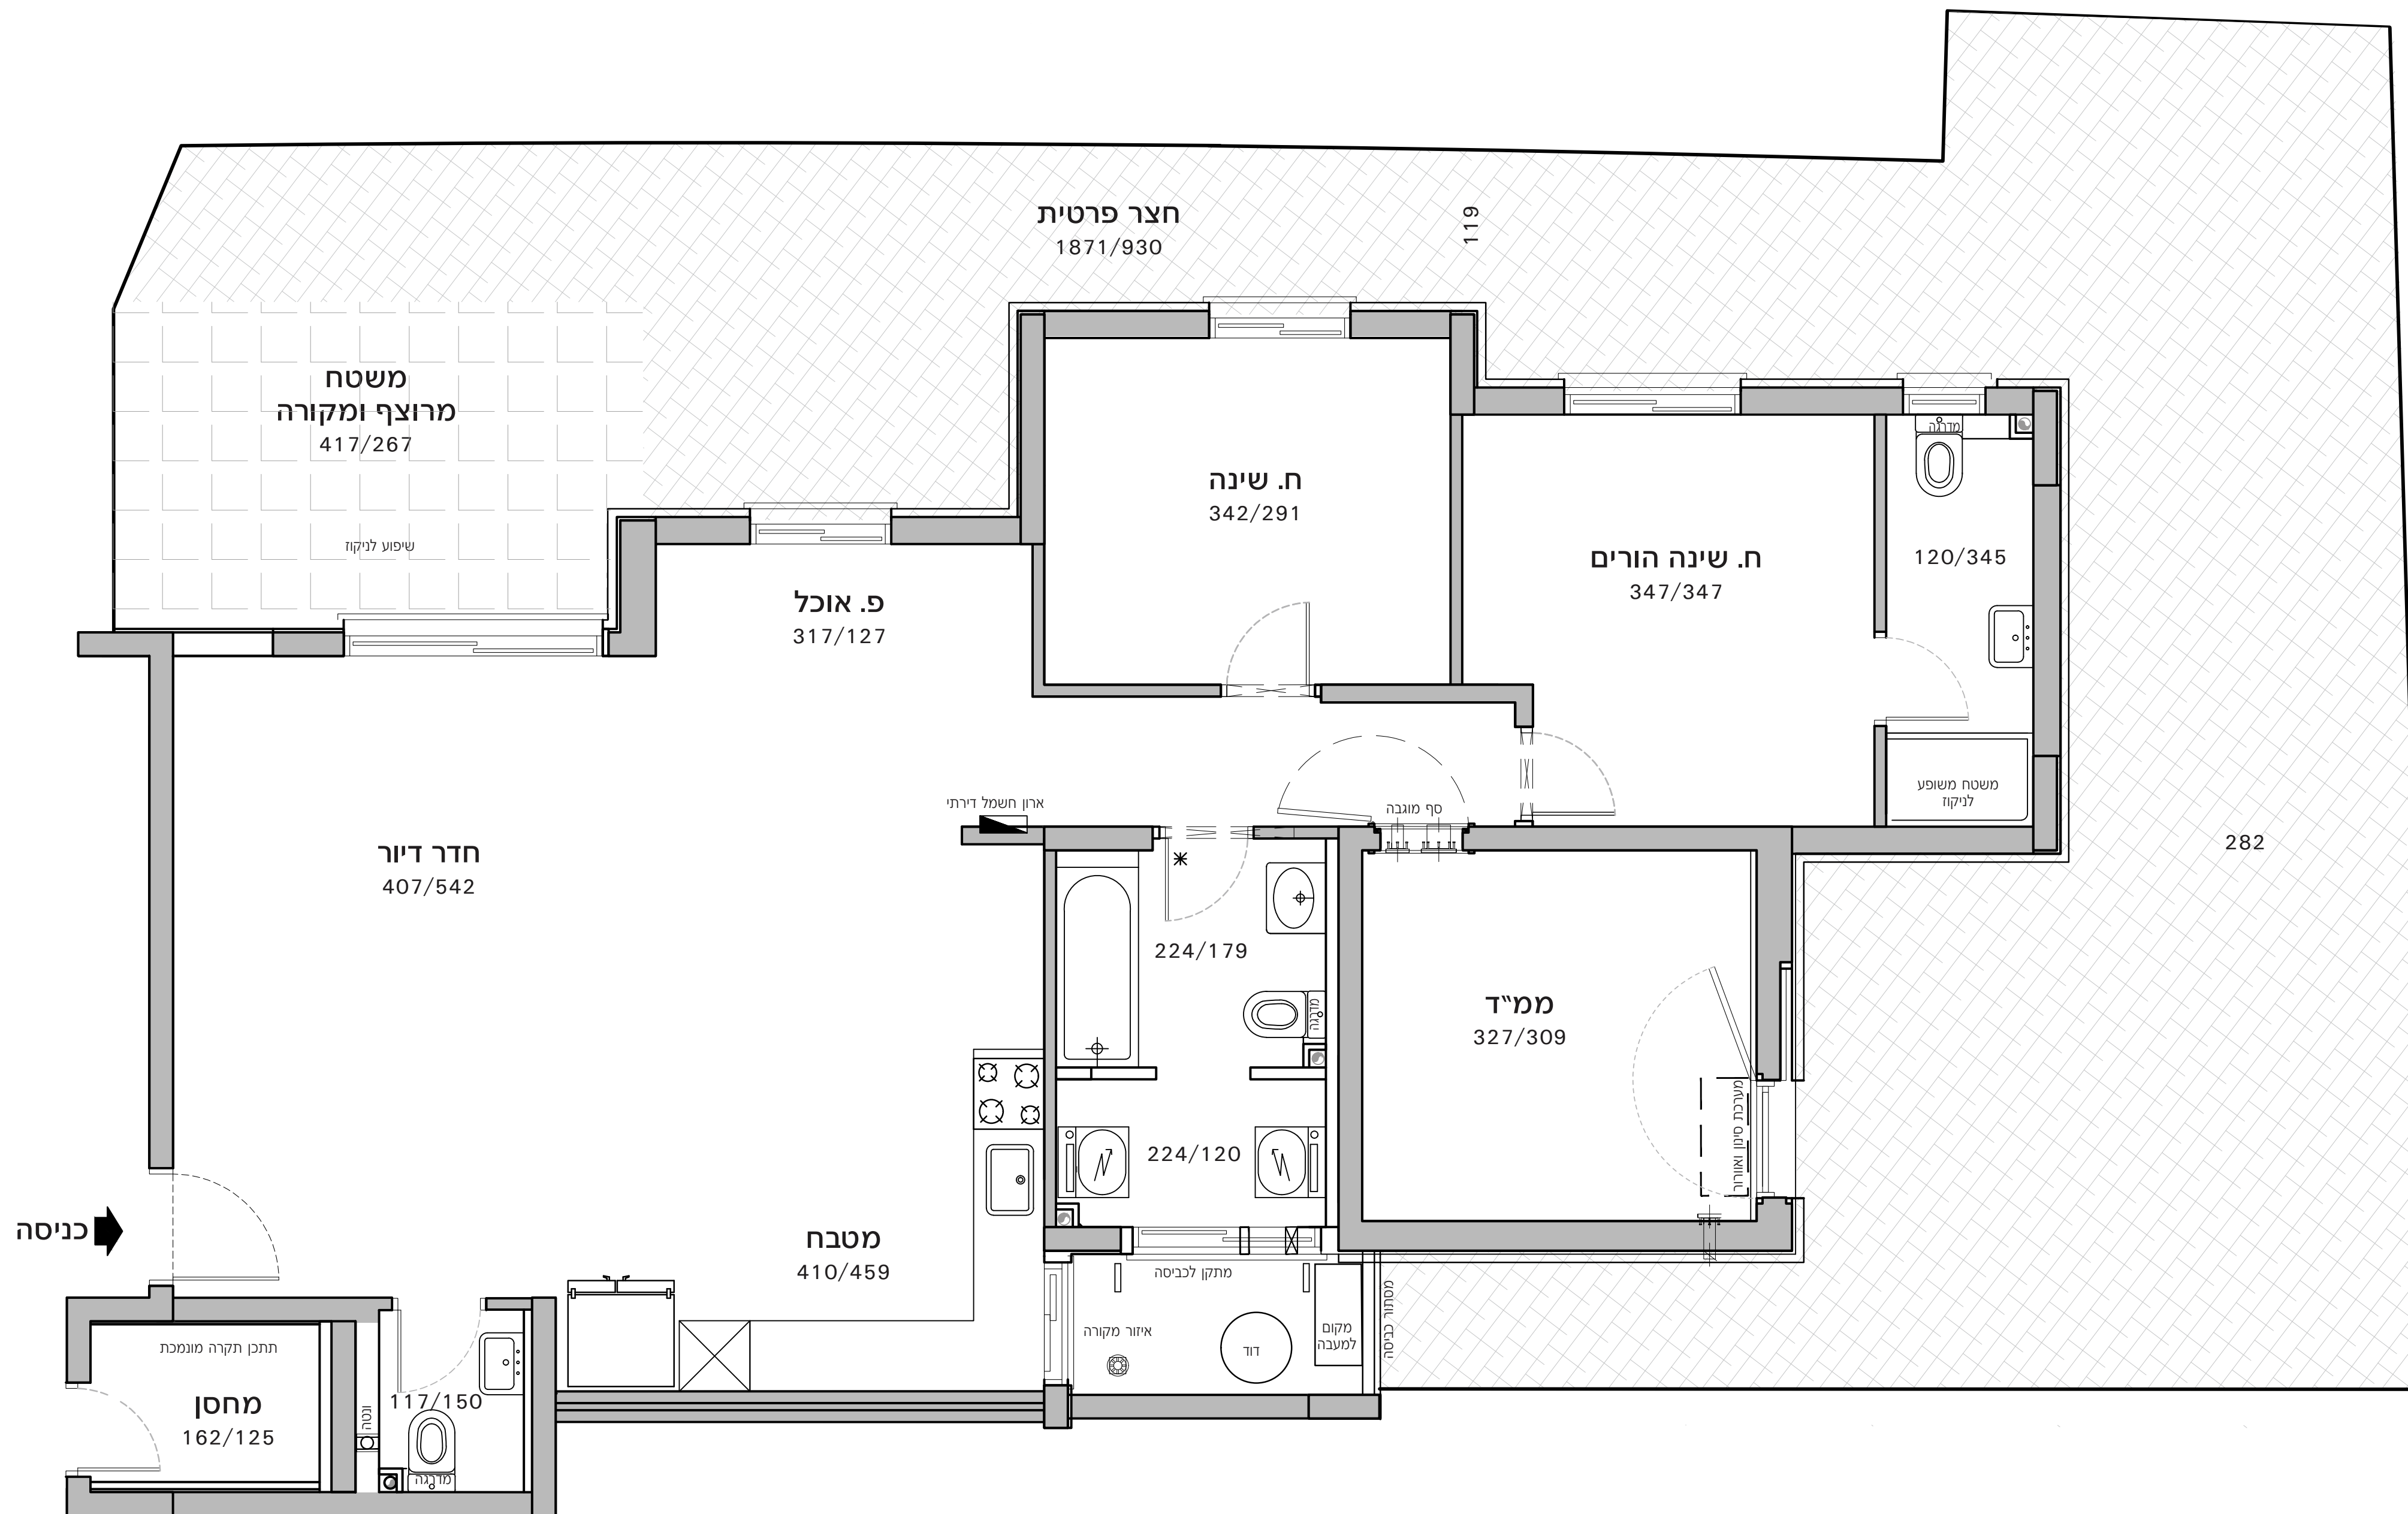 חצר פרטית
1871/930
119
משטח
מרוצף ומקורה
417/267
שיפוע לניקוז
פ. אוכל
317/127
ח. שינה
342/291
ח. שינה הורים
347/347
מדרגה
120/345
משטח משופע
לניקוז
282
ארון חשמל דירתי
סף מוגבה
חדר דיור
407/542
224/179
מדרגה
ממ"ד
327/309
מערכת סינון ואוורור
224/120
כניסה
מטבח
410/459
מתקן לכביסה
איזור מקורה
דוד
מקום
למעבה
מסתור כביסה
תתכן תקרה מונמכת
מחסן
162/125
ונטה
117/150
מדרגה